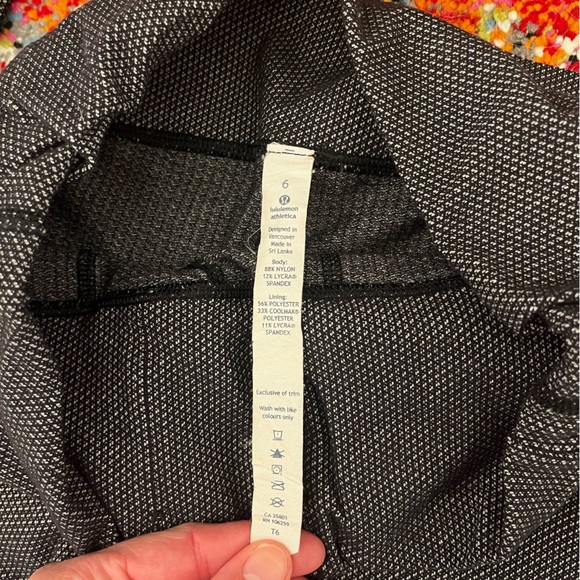 6
lululemon
athletica
Designed in
Vancouver
Made in
Sri Lanka
Body:
88% NYLON
12% LYCRA®
SPANDEX
Lining:
56% POLYESTER
33% COOLMAX®
POLYESTER
11% LYCRA®
SPANDEX
Exclusive of trim
Wash with like
colours only
CA 35801
RN 106259
T6